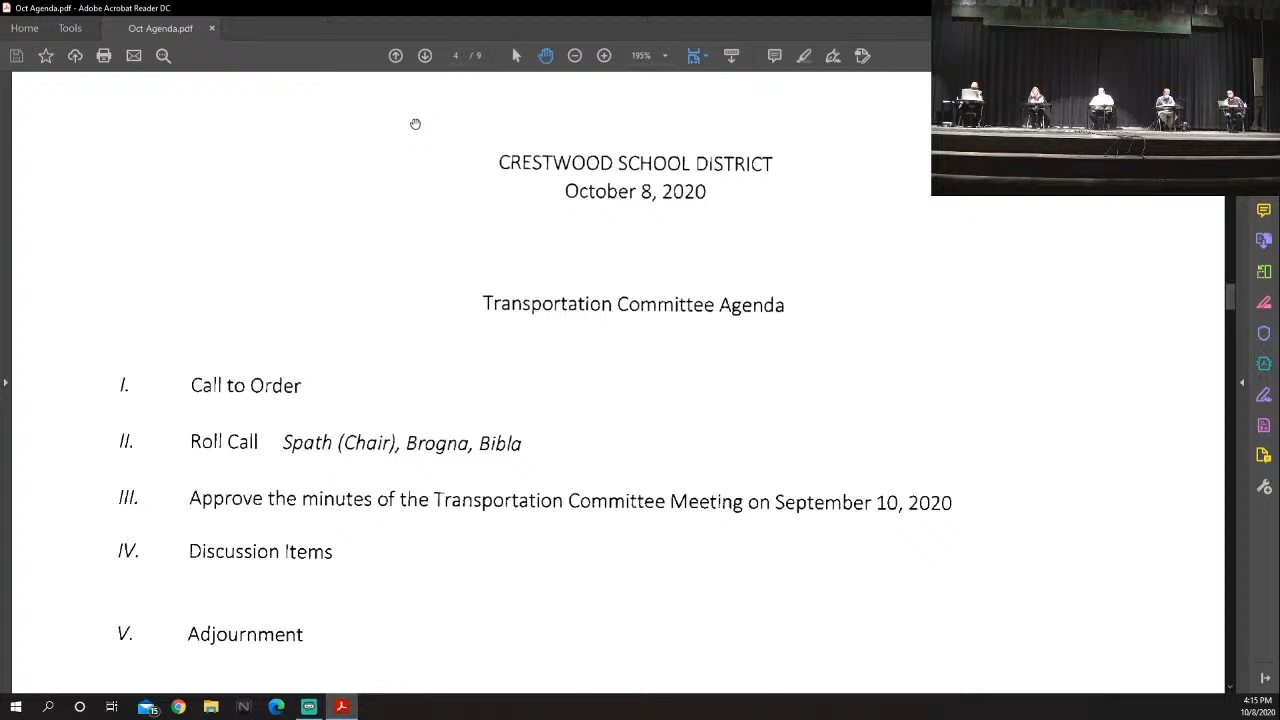 Oct Agenda.pdf - Adobe Acrobat Reader DC
Home Tools Oct Agenda.pdf ×
4 / 9 195%
CRESTWOOD SCHOOL DISTRICT
October 8, 2020
Transportation Committee Agenda
I. Call to Order
II. Roll Call Spath (Chair), Brogna, Bibla
III. Approve the minutes of the Transportation Committee Meeting on September 10, 2020
IV. Discussion Items
V. Adjournment
15
4:15 PM
10/8/2020